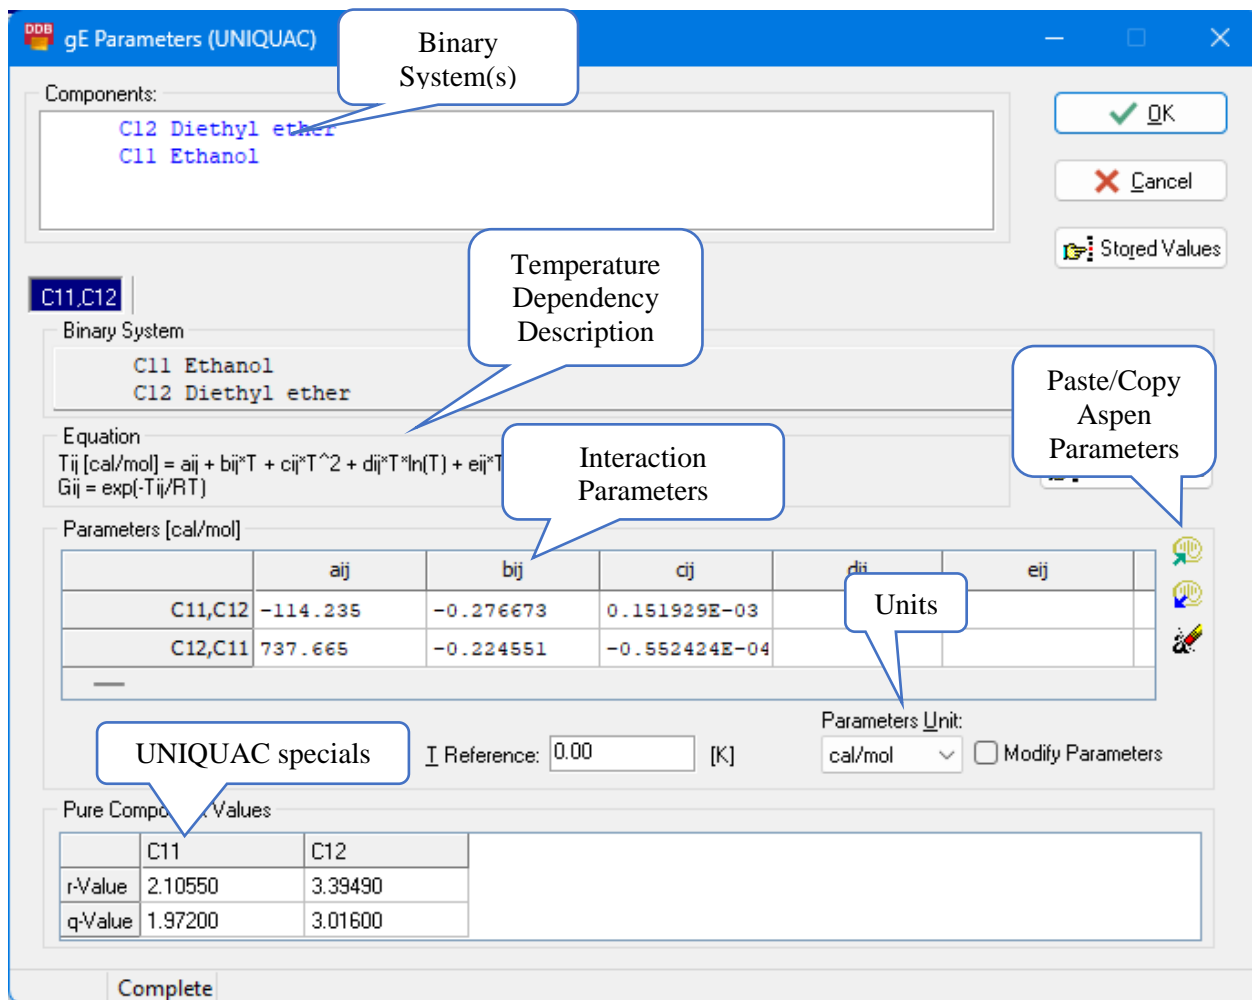 DDB
gE Parameters (UNIQUAC)
Binary
System(s)
Components:
C12 Diethyl ether
C11 Ethanol
OK
Cancel
Stored Values
Temperature
Dependency
Description
C11,C12
Binary System
C11 Ethanol
C12 Diethyl ether
Paste/Copy
Aspen
Parameters
Equation
Tij [cal/mol] = aij + bij*T + cij*T^2 + dij*T*ln(T) + eij*T
Gij = exp(-Tij/RT)
Interaction
Parameters
Parameters [cal/mol]
aij bij cij dij eij
C11,C12 -114.235 -0.276673 0.151929E-03
C12,C11 737.665 -0.224551 -0.552424E-04
Units
UNIQUAC specials
T Reference: 0.00 [K]
Parameters Unit:
cal/mol Modify Parameters
Pure Component Values
C11 C12
r-Value 2.10550 3.39490
q-Value 1.97200 3.01600
Complete